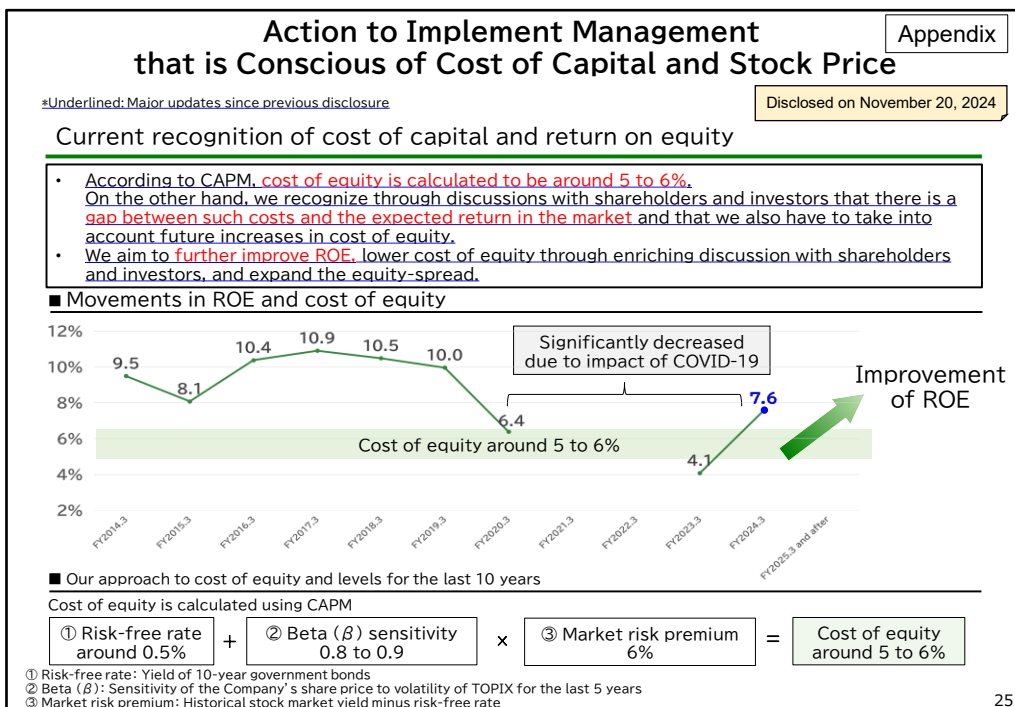 Action to Implement Management
that is Conscious of Cost of Capital and Stock Price
Appendix
*Underlined: Major updates since previous disclosure
Disclosed on November 20, 2024
Current recognition of cost of capital and return on equity
• According to CAPM, cost of equity is calculated to be around 5 to 6%.
On the other hand, we recognize through discussions with shareholders and investors that there is a
gap between such costs and the expected return in the market and that we also have to take into
account future increases in cost of equity.
• We aim to further improve ROE, lower cost of equity through enriching discussion with shareholders
and investors, and expand the equity-spread.
■ Movements in ROE and cost of equity
12%
10%
8%
6%
4%
2%
9.5
8.1
10.4
10.9
10.5
10.0
6.4
4.1
7.6
Significantly decreased
due to impact of COVID-19
Improvement
of ROE
Cost of equity around 5 to 6%
FY2014.3
FY2015.3
FY2016.3
FY2017.3
FY2018.3
FY2019.3
FY2020.3
FY2021.3
FY2022.3
FY2023.3
FY2024.3
FY2025.3 and after
■ Our approach to cost of equity and levels for the last 10 years
Cost of equity is calculated using CAPM
① Risk-free rate
around 0.5%
+
② Beta (β) sensitivity
0.8 to 0.9
×
③ Market risk premium
6%
=
Cost of equity
around 5 to 6%
① Risk-free rate: Yield of 10-year government bonds
② Beta (β): Sensitivity of the Company's share price to volatility of TOPIX for the last 5 years
③ Market risk premium: Historical stock market yield minus risk-free rate
25